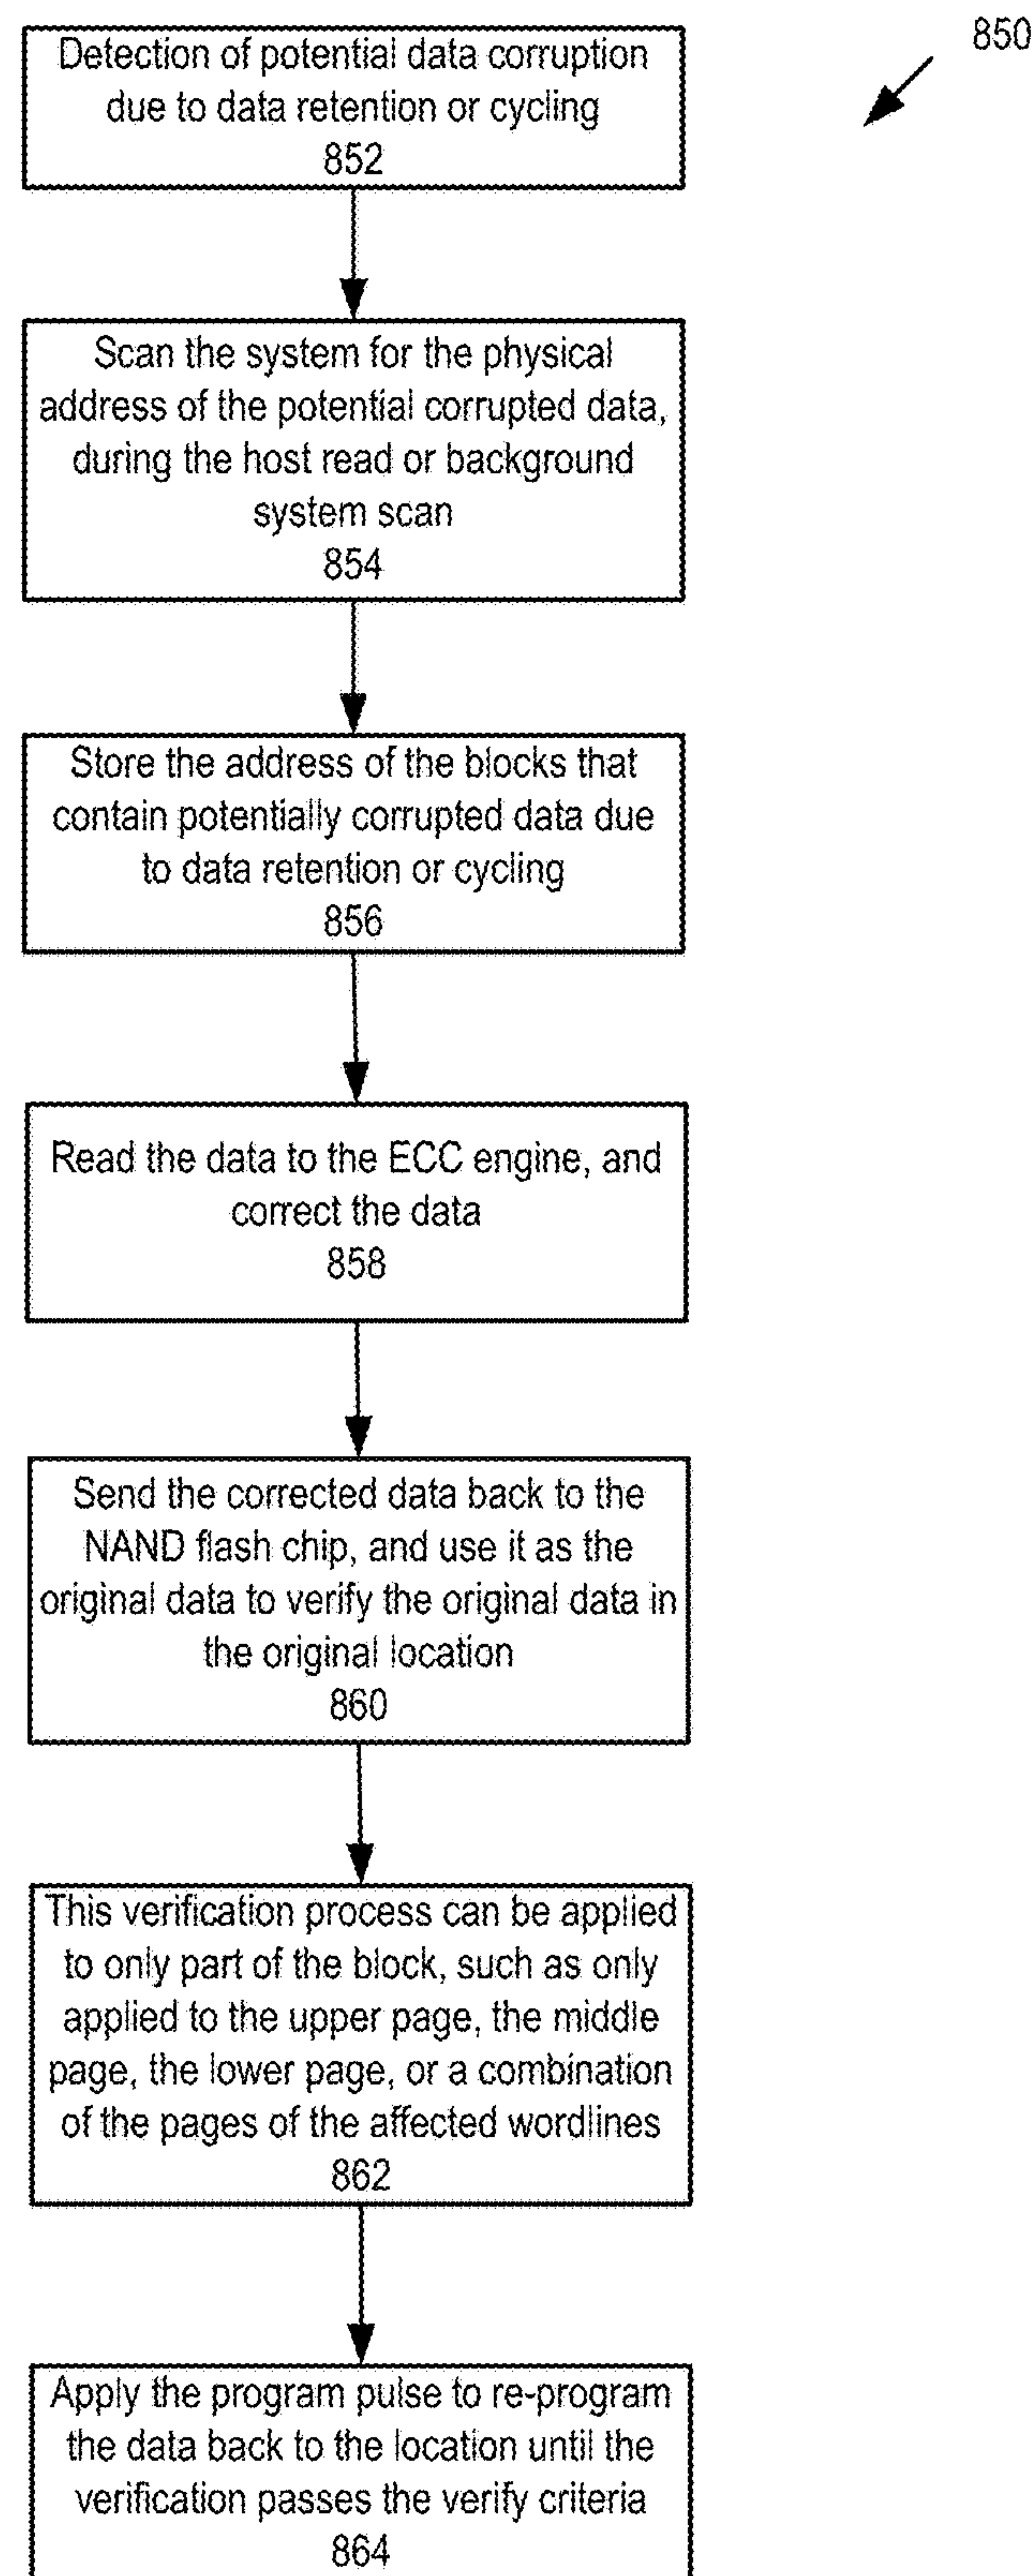 850
Detection of potential data corruption
due to data retention or cycling
852
Scan the system for the physical
address of the potential corrupted data,
during the host read or background
system scan
854
Store the address of the blocks that
contain potentially corrupted data due
to data retention or cycling
856
Read the data to the ECC engine, and
correct the data
858
Send the corrected data back to the
NAND flash chip, and use it as the
original data to verify the original data in
the original location
860
This verification process can be applied
to only part of the block, such as only
applied to the upper page, the middle
page, the lower page, or a combination
of the pages of the affected wordlines
862
Apply the program pulse to re-program
the data back to the location until the
verification passes the verify criteria
864